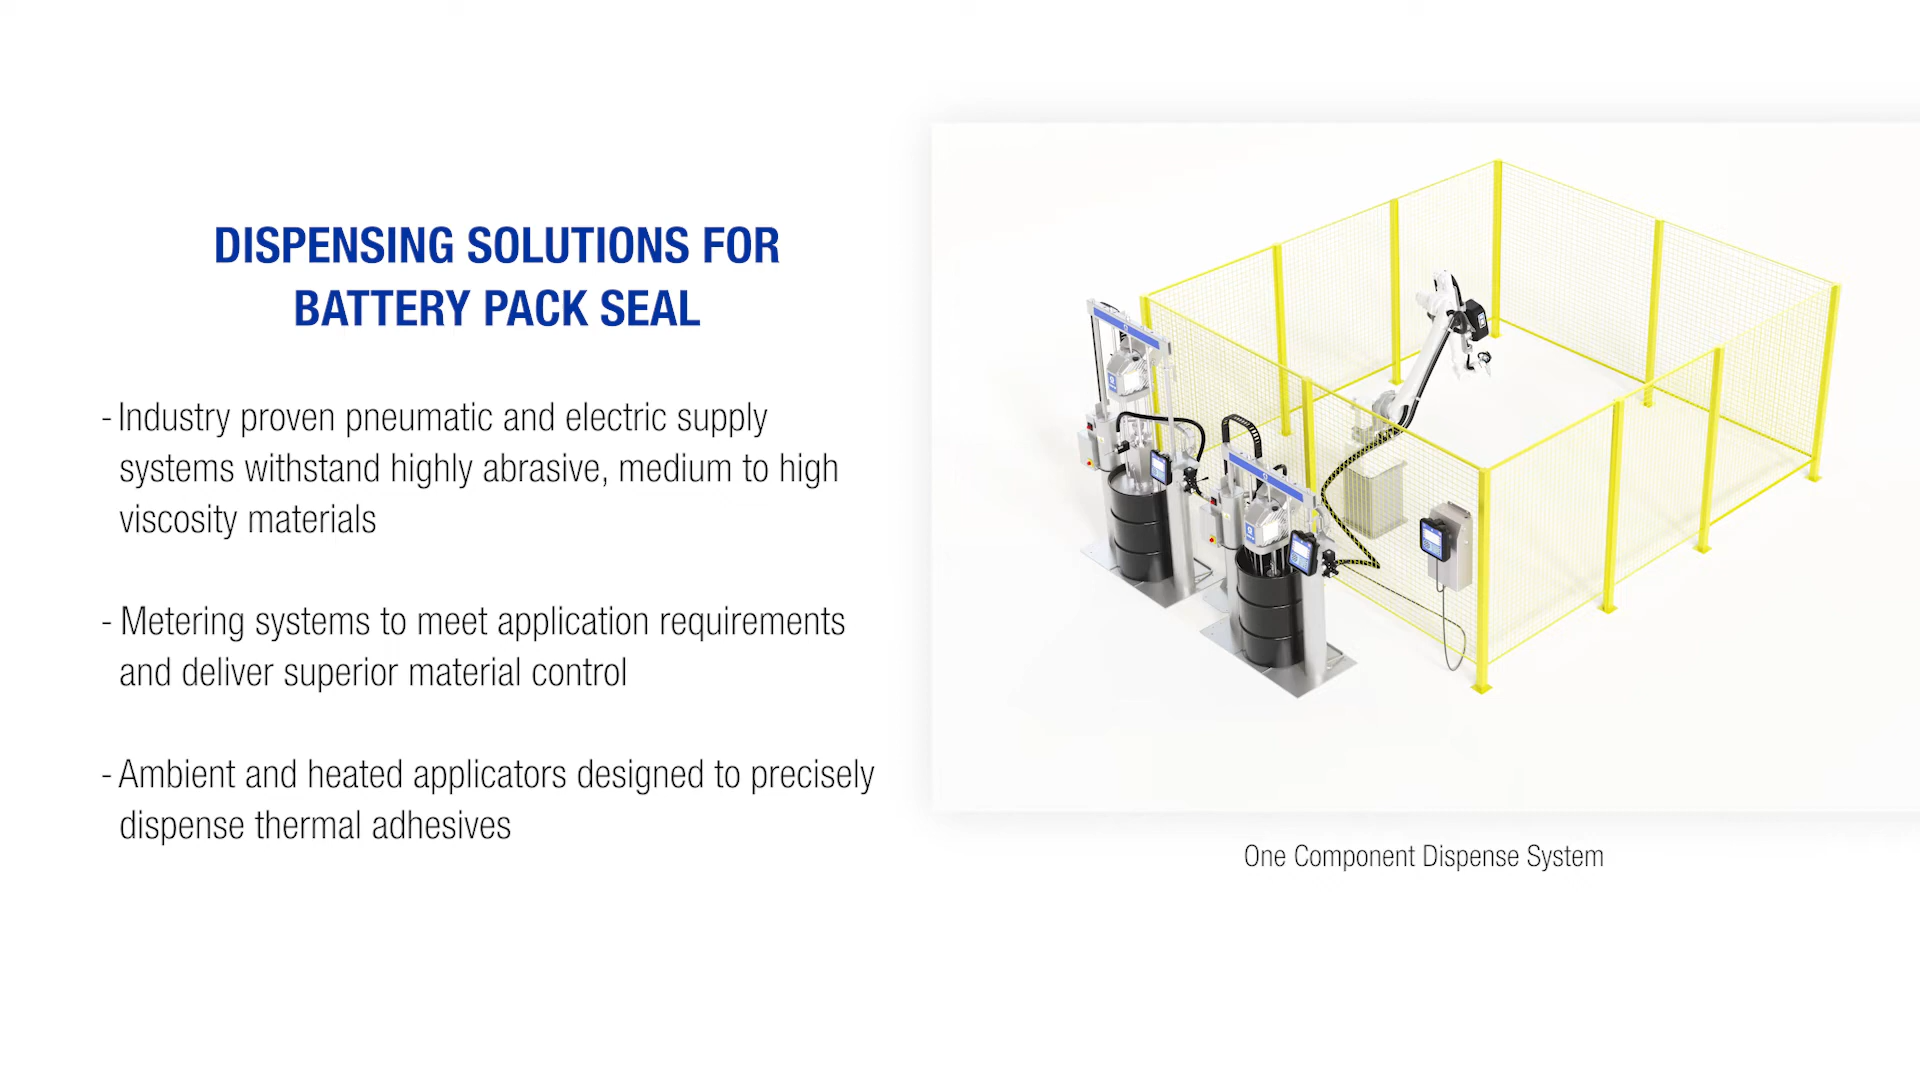 DISPENSING SOLUTIONS FOR
BATTERY PACK SEAL
- Industry proven pneumatic and electric supply
systems withstand highly abrasive, medium to high
viscosity materials
- Metering systems to meet application requirements
and deliver superior material control
- Ambient and heated applicators designed to precisely
dispense thermal adhesives
One Component Dispense System